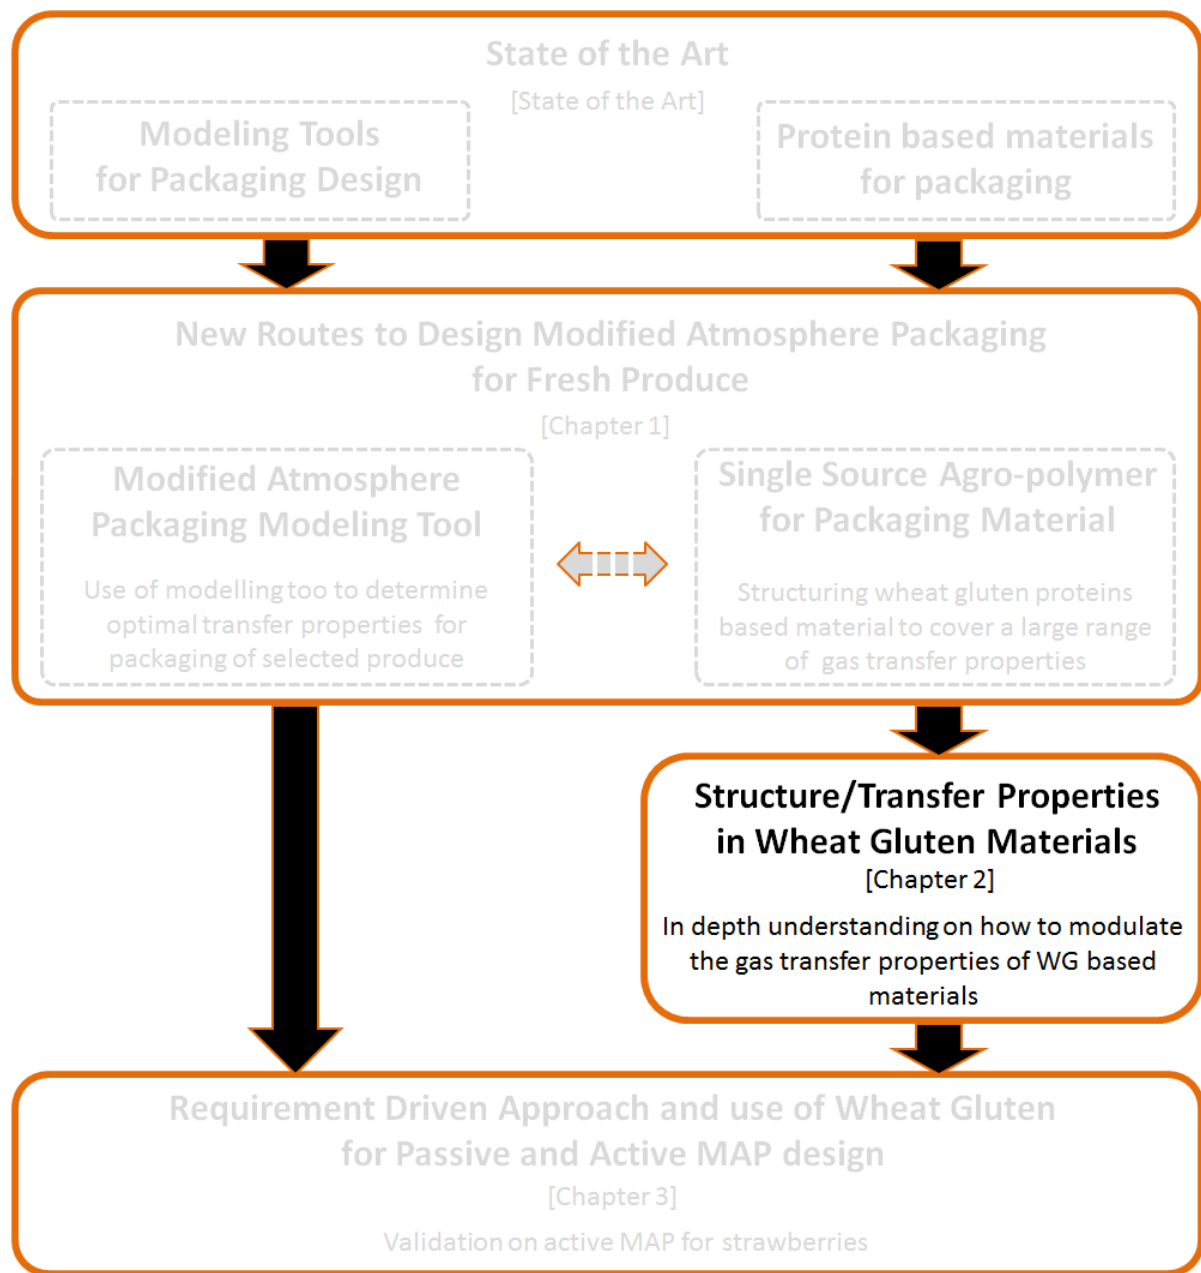 State of the Art
[State of the Art]
Modeling Tools
for Packaging Design
Protein based materials
for packaging
New Routes to Design Modified Atmosphere Packaging
for Fresh Produce
[Chapter 1]
Modified Atmosphere
Packaging Modeling Tool
Use of modelling too to determine
optimal transfer properties for
packaging of selected produce
Single Source Agro-polymer
for Packaging Material
Structuring wheat gluten proteins
based material to cover a large range
of gas transfer properties
Structure/Transfer Properties
in Wheat Gluten Materials
[Chapter 2]
In depth understanding on how to modulate
the gas transfer properties of WG based
materials
Requirement Driven Approach and use of Wheat Gluten
for Passive and Active MAP design
[Chapter 3]
Validation on active MAP for strawberries